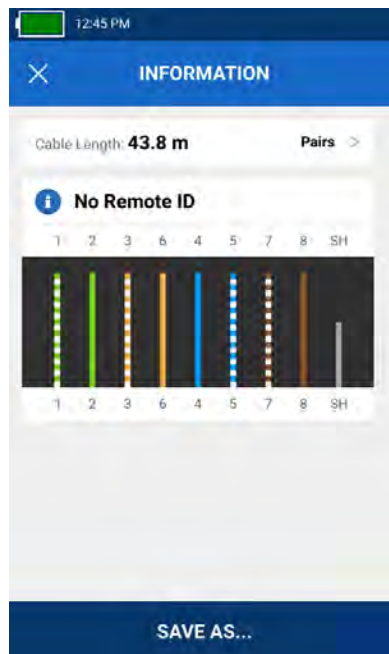 12:45 PM
INFORMATION
Cable Length: 43.8 m Pairs >
i No Remote ID
1 2 3 6 4 5 7 8 SH
1 2 3 6 4 5 7 8 SH
SAVE AS...